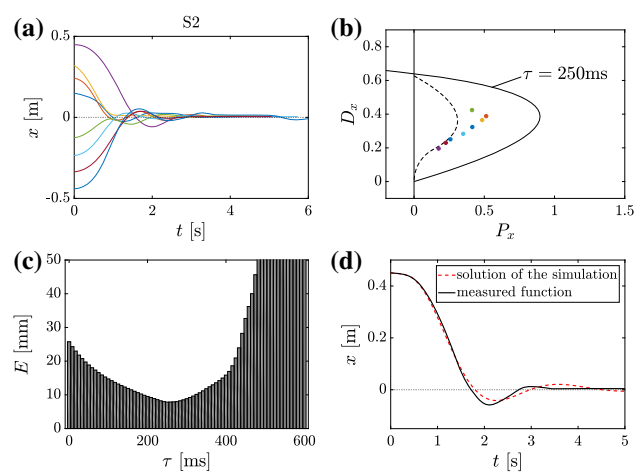 (a)
S2
0.5
0
-0.5
x [m]
0
2
4
6
t [s]
(b)
0.8
0.6
0.4
0.2
0
D_x
τ = 250ms
0
0.5
1
1.5
P_x
(c)
50
40
30
20
10
0
E [mm]
0
200
400
600
τ [ms]
(d)
0.4
0.2
0
x [m]
solution of the simulation
measured function
0
1
2
3
4
5
t [s]